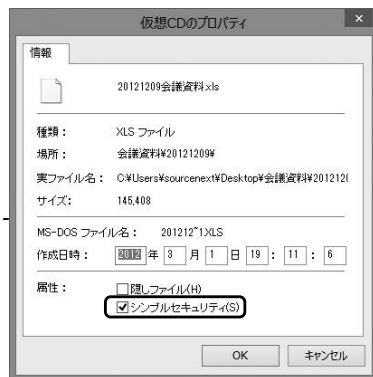 仮想CDのプロパティ
×
情報
20121209会議資料.xls
種類： XLS ファイル
場所： 会議資料¥20121209¥
実ファイル名： C:¥Users¥sourcenext¥Desktop¥会議資料¥2012120
サイズ： 145,408
MS-DOS ファイル名： 201212~1.XLS
作成日時： 2012 年 3 月 1 日 19 : 11 : 6
属性： 隠しファイル(H)
シンプルセキュリティ(S)
OK キャンセル